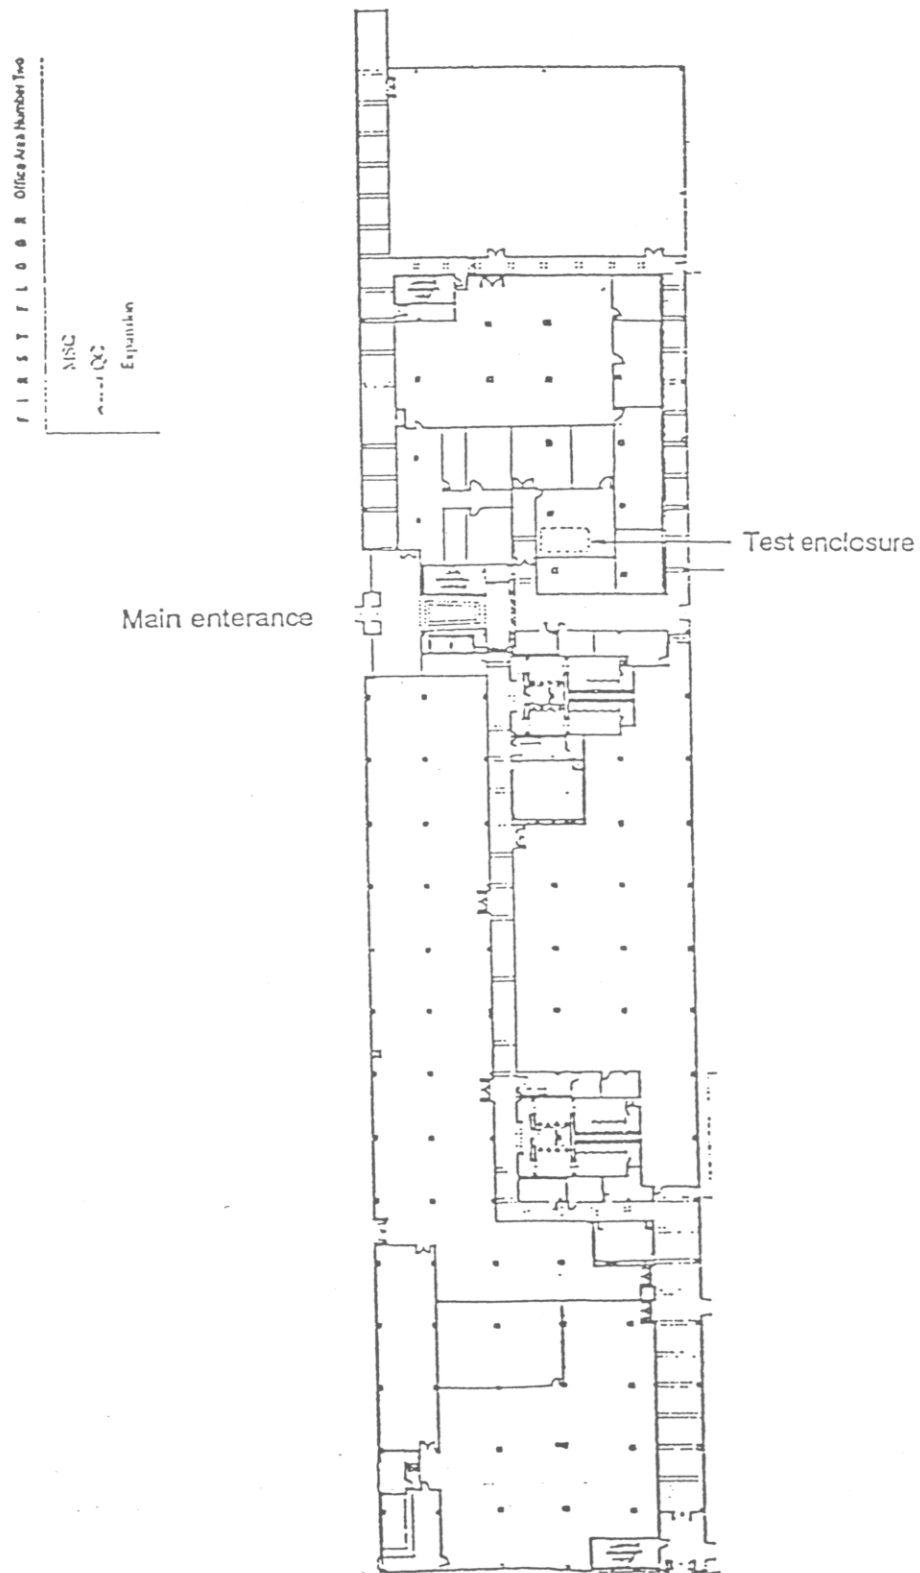 FIRST FLOOR Office Area Number Two
MSC
QC
Expansion
Test enclosure
Main enterance